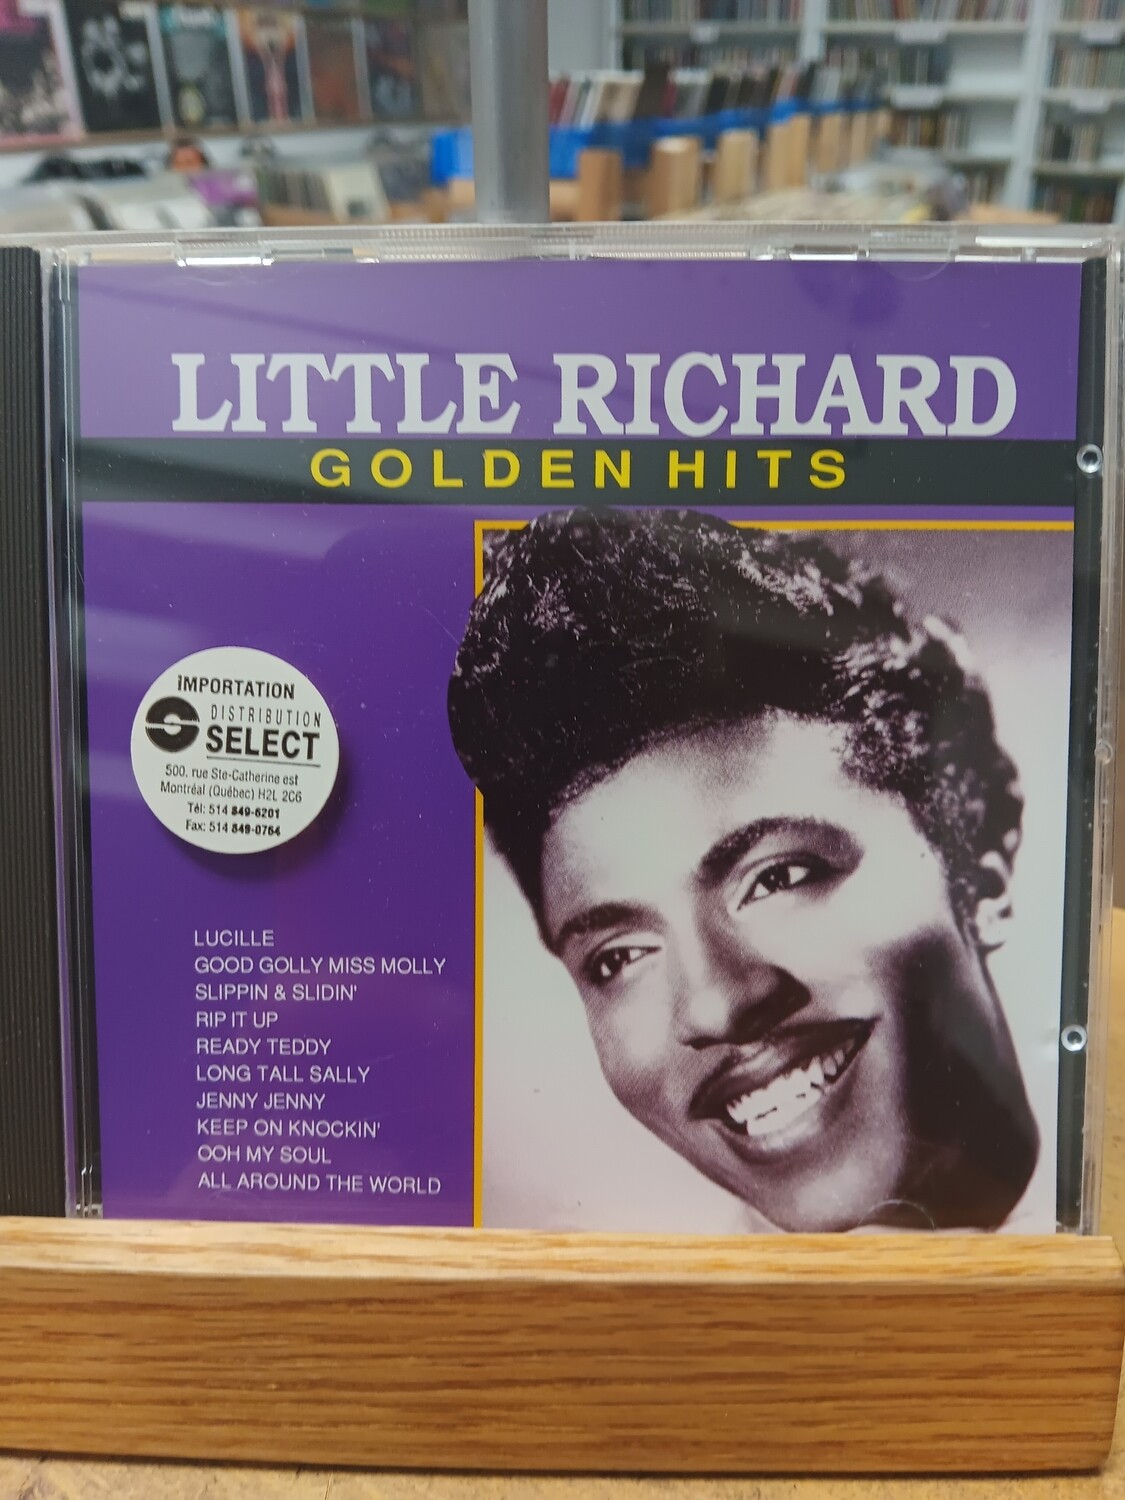 LITTLE RICHARD
GOLDEN HITS
iMPORTATION
DISTRIBUTION
SELECT
500, rue Ste-Catherine est
Montréal (Québec) H2L 2G6
Tél: 514 849-6201
Fax: 514 849-0764
LUCILLE
GOOD GOLLY MISS MOLLY
SLIPPIN & SLIDIN'
RIP IT UP
READY TEDDY
LONG TALL SALLY
JENNY JENNY
KEEP ON KNOCKIN'
OOH MY SOUL
ALL AROUND THE WORLD